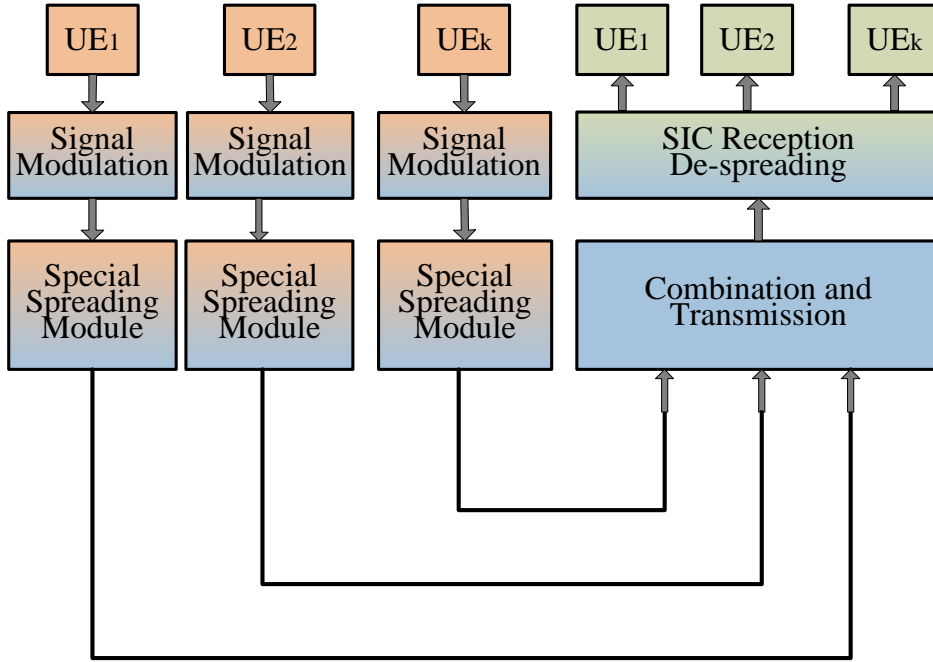 UE1
UE2
UEk
UE1
UE2
UEk
Signal
Modulation
Signal
Modulation
Signal
Modulation
SIC Reception
De-spreading
Special
Spreading
Module
Special
Spreading
Module
Special
Spreading
Module
Combination and
Transmission